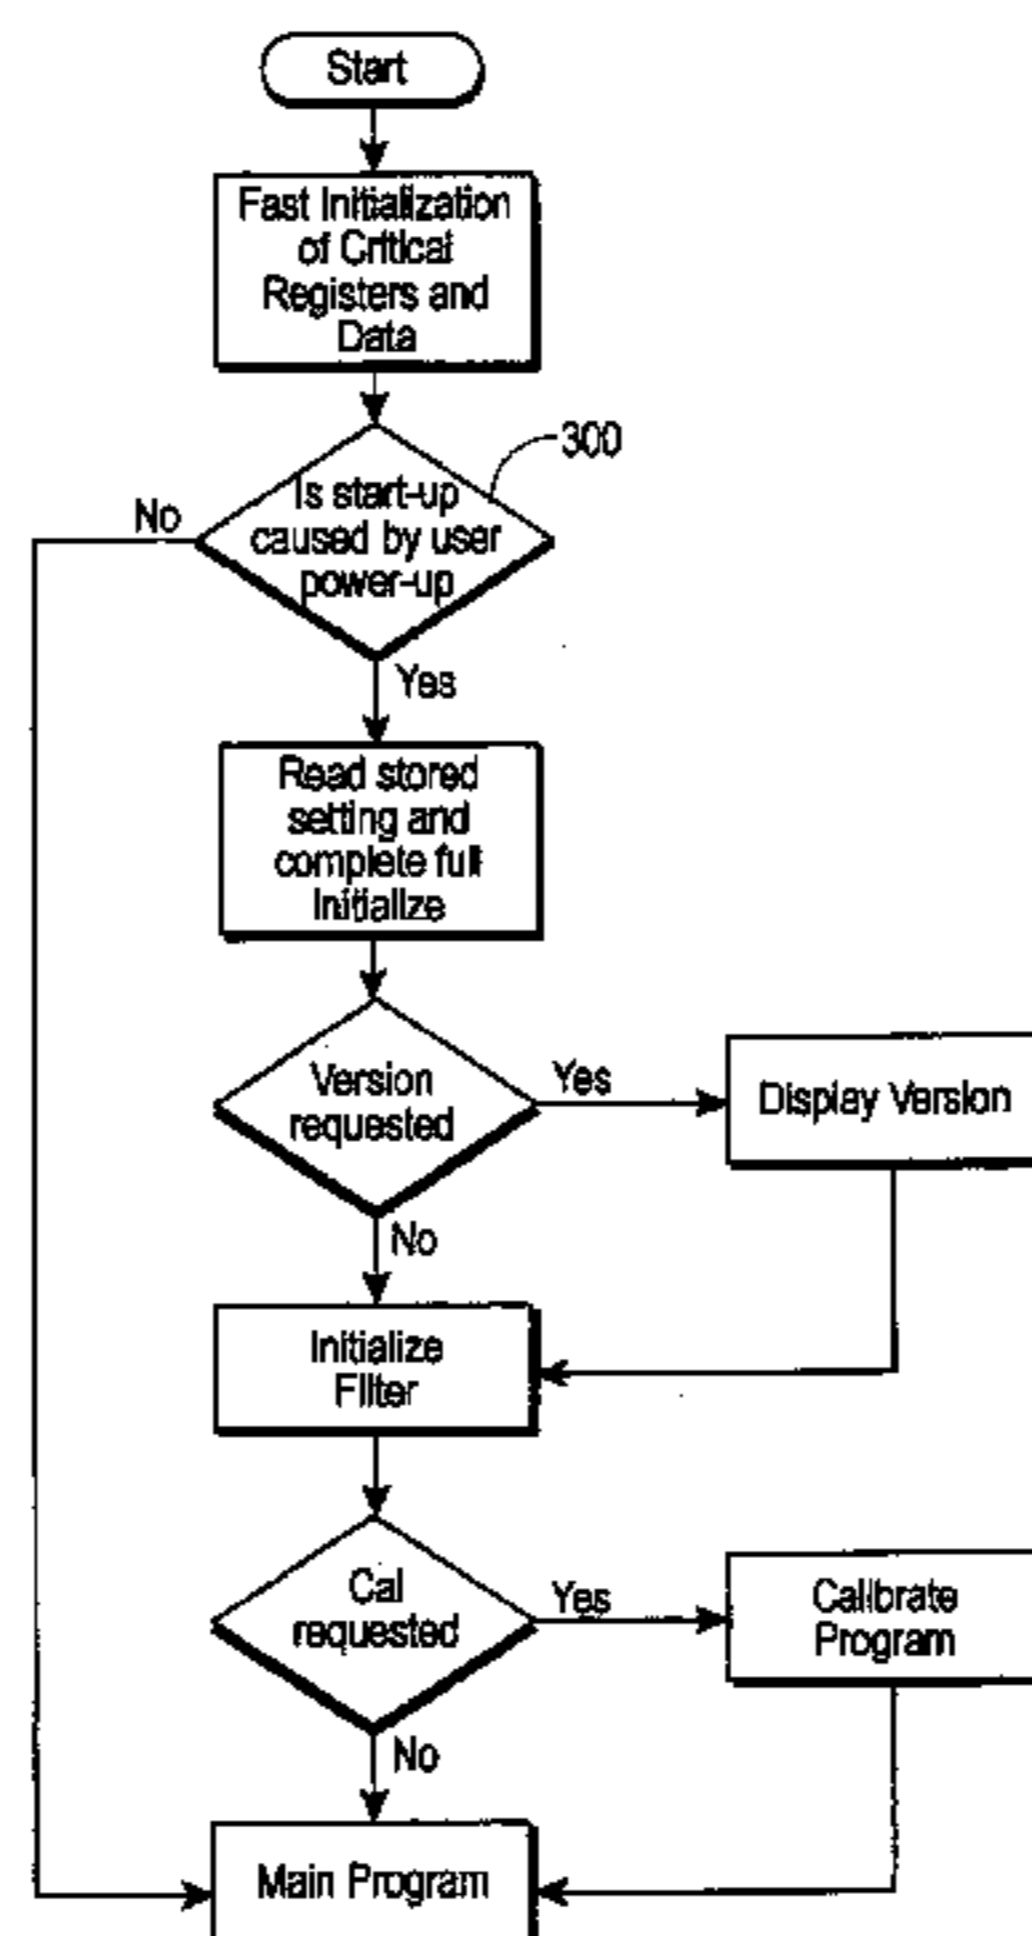 Start
Fast Initialization
of Critical
Registers and
Data
300
Is start-up
caused by user
power-up
No
Yes
Read stored
setting and
complete full
Initialize
Version
requested
Yes
Display Version
No
Initialize
Filter
Cal
requested
Yes
Calibrate
Program
No
Main Program